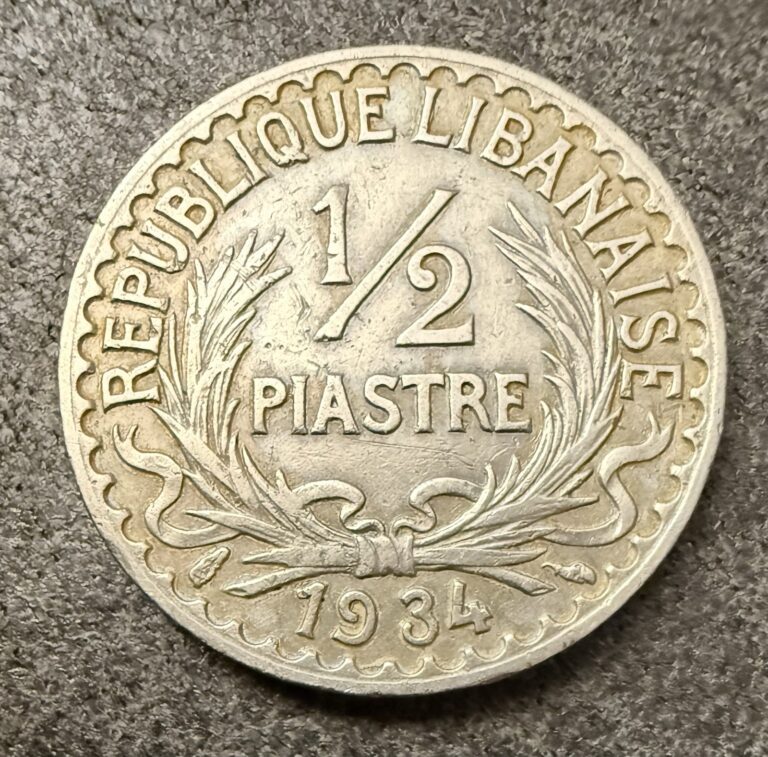 REPUBLIQUE LIBANAISE
1/2
PIASTRE
1934